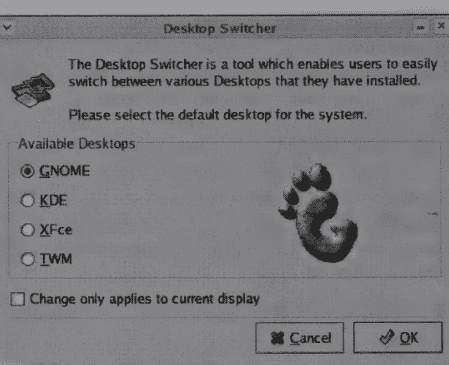 Desktop Switcher
The Desktop Switcher is a tool which enables users to easily
switch between various Desktops that they have installed.
Please select the default desktop for the system.
Available Desktops
GNOME
KDE
XFce
TWM
Change only applies to current display
Cancel
OK